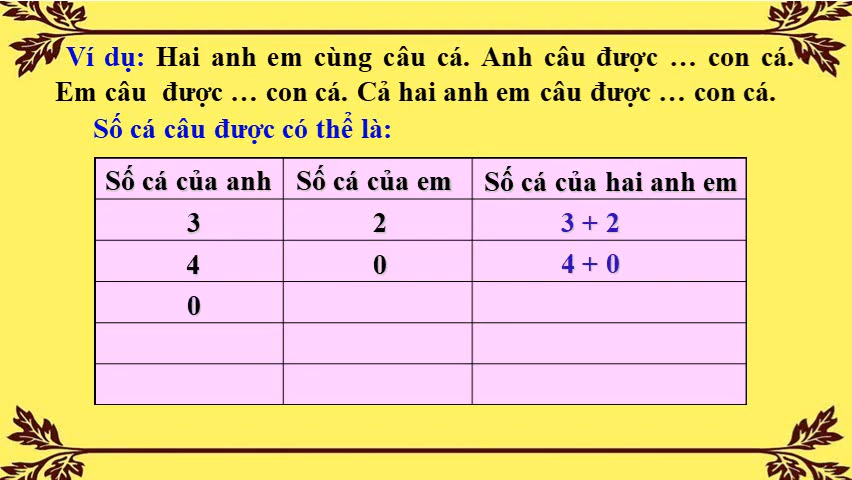 Ví dụ: Hai anh em cùng câu cá. Anh câu được … con cá.
Em câu được … con cá. Cả hai anh em câu được … con cá.
Số cá câu được có thể là:
Số cá của anh Số cá của em Số cá của hai anh em
3 2 3 + 2
4 0 4 + 0
0